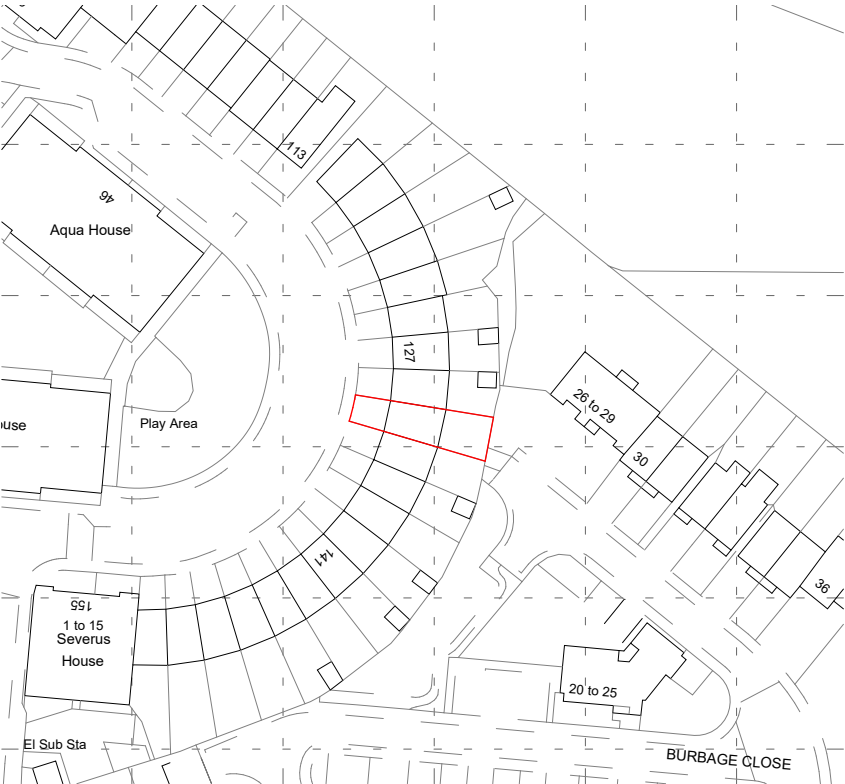 113
46
Aqua House
127
26 to 29
Play Area
30
141
36
155
1 to 15
Severus
House
20 to 25
El Sub Sta
BURBAGE CLOSE